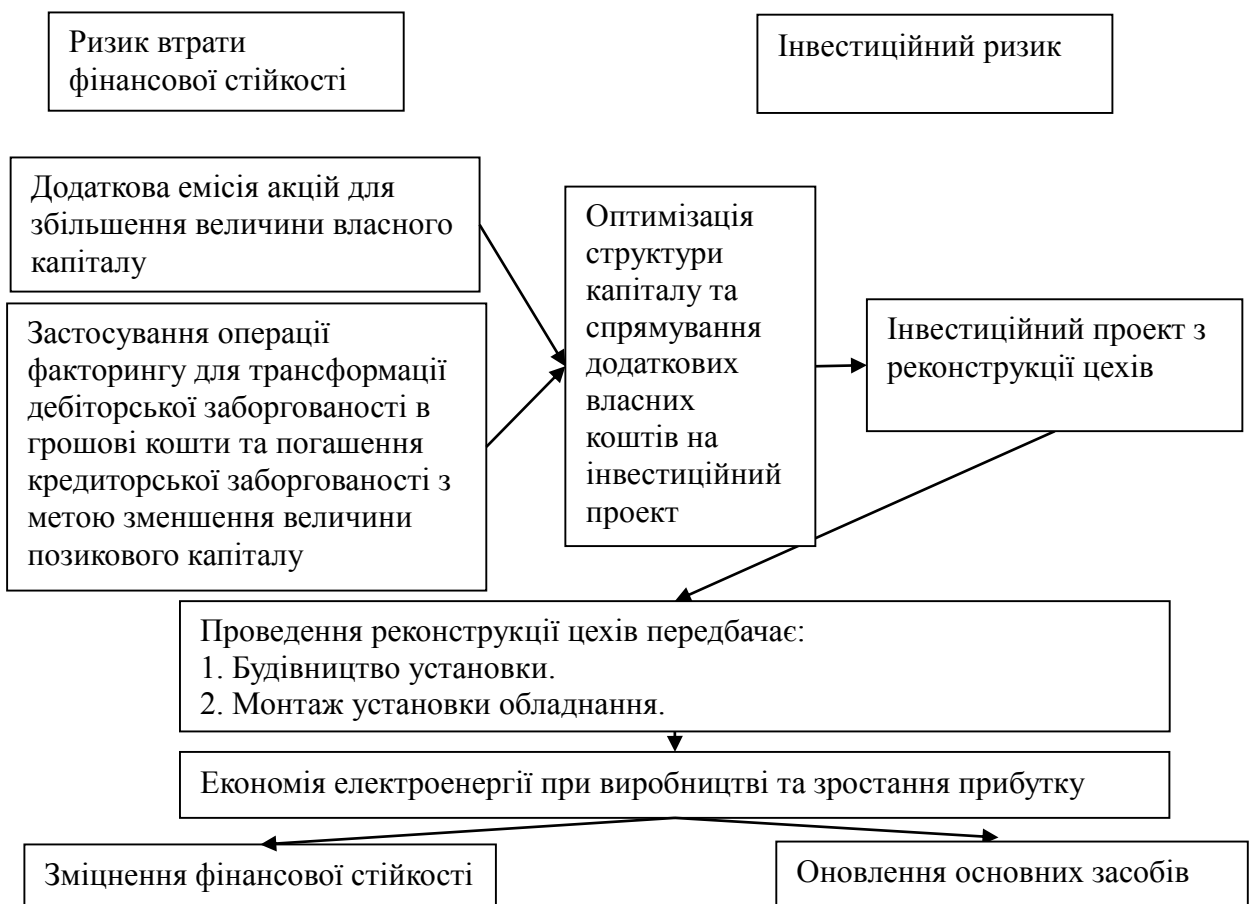 Ризик втрати
фінансової стійкості
Інвестиційний ризик
Додаткова емісія акцій для
збільшення величини власного
капіталу
Застосування операції
факторингу для трансформації
дебіторської заборгованості в
грошові кошти та погашення
кредиторської заборгованості з
метою зменшення величини
позикового капіталу
Оптимізація
структури
капіталу та
спрямування
додаткових
власних
коштів на
інвестиційний
проект
Інвестиційний проект з
реконструкції цехів
Проведення реконструкції цехів передбачає:
1. Будівництво установки.
2. Монтаж установки обладнання.
Економія електроенергії при виробництві та зростання прибутку
Зміцнення фінансової стійкості
Оновлення основних засобів